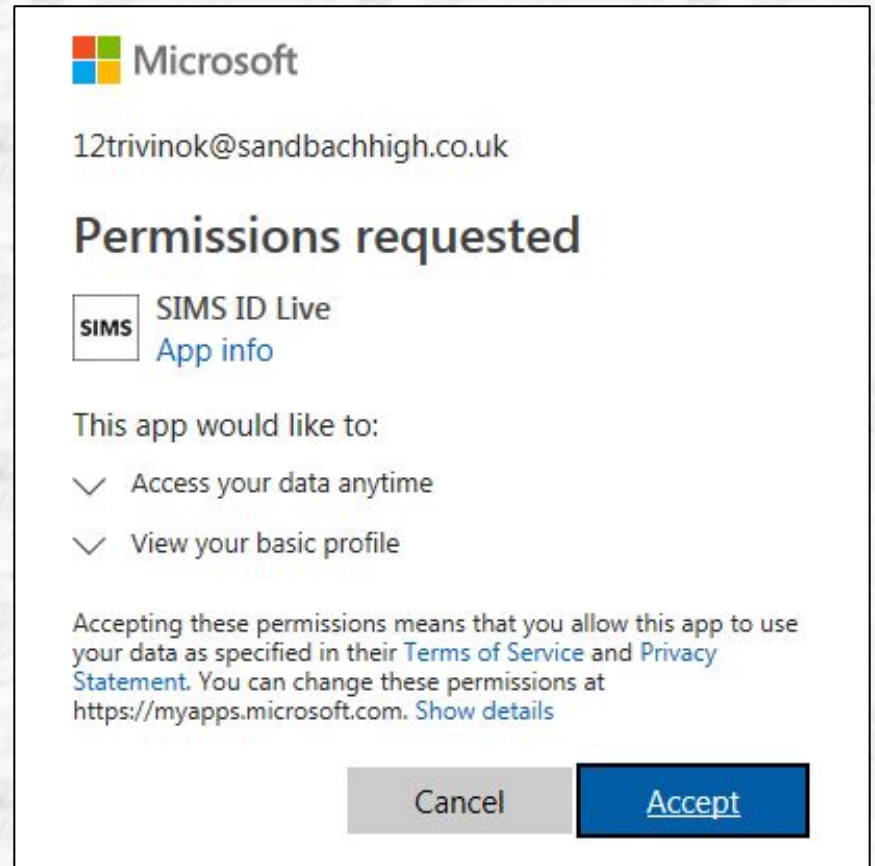 Microsoft
12trivinok@sandbachhigh.co.uk
Permissions requested
SIMS
SIMS ID Live
App info
This app would like to:
Access your data anytime
View your basic profile
Accepting these permissions means that you allow this app to use
your data as specified in their Terms of Service and Privacy
Statement. You can change these permissions at
https://myapps.microsoft.com. Show details
Cancel
Accept